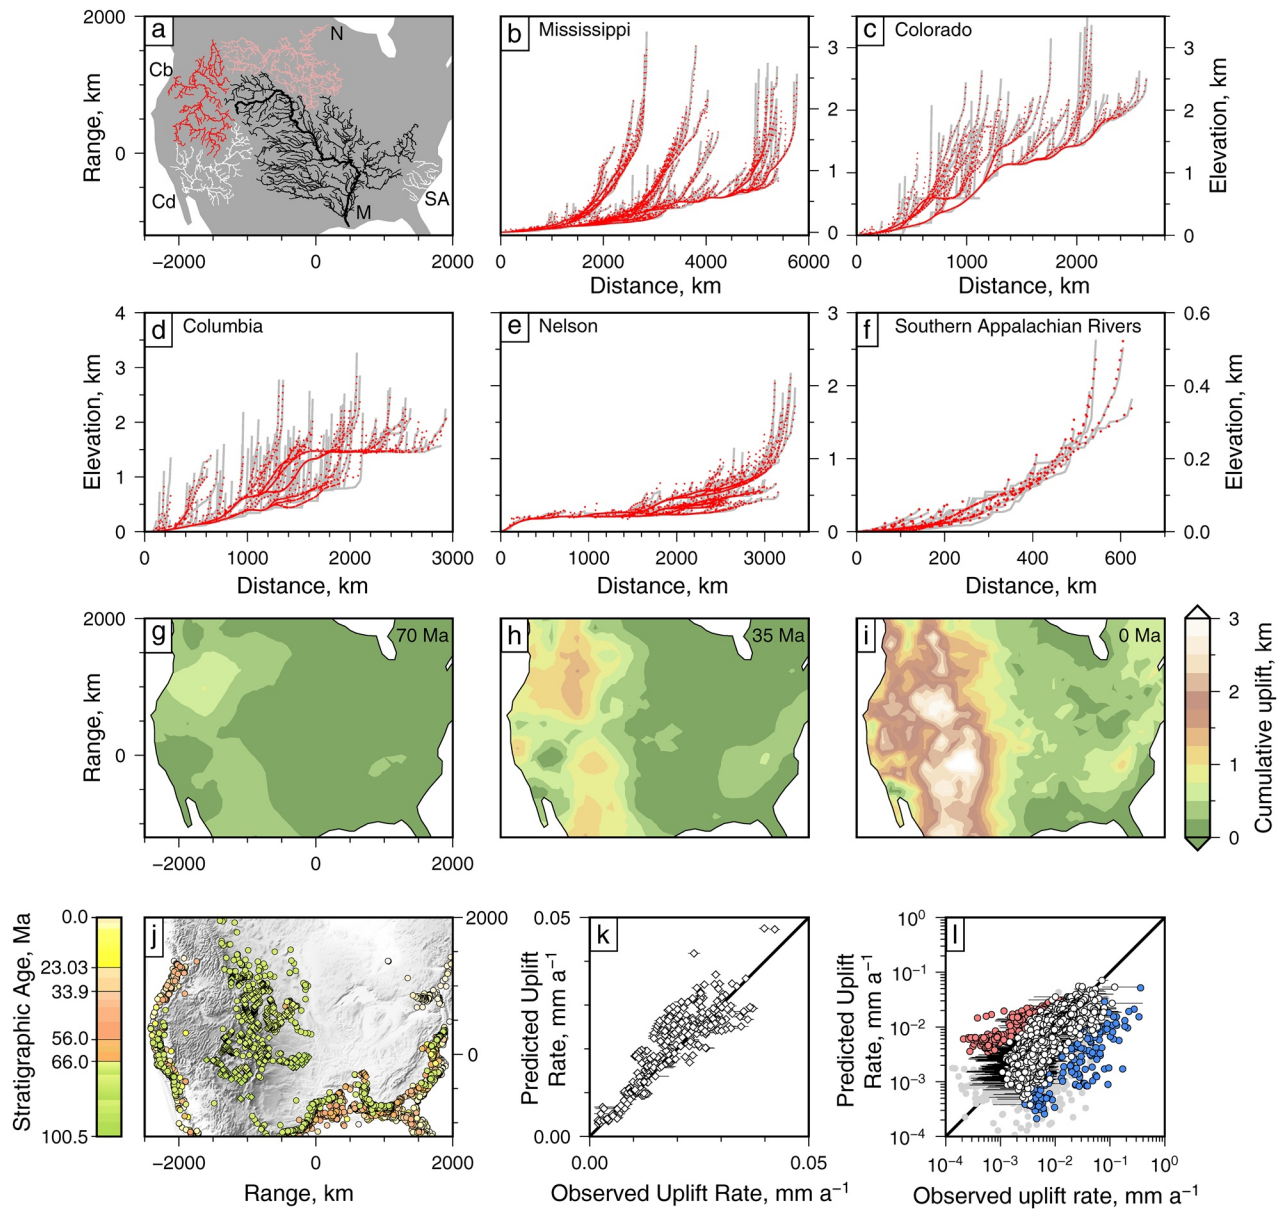 2000
a
N
Cb
Range, km
0
Cd
M
SA
−2000
0
2000
b
Mississippi
3
2
1
0
0
2000
4000
6000
Distance, km
c
Colorado
3
2
1
0
Elevation, km
0
1000
2000
Distance, km
d
Columbia
4
3
2
1
0
Elevation, km
0
1000
2000
3000
Distance, km
e
Nelson
3
2
1
0
0
1000
2000
3000
Distance, km
f
Southern Appalachian Rivers
0.6
0.4
0.2
0.0
Elevation, km
0
200
400
600
Distance, km
2000
g
70 Ma
Range, km
0
−2000
0
2000
h
35 Ma
i
0 Ma
3
2
1
0
Cumulative uplift, km
Stratigraphic Age, Ma
0.0
23.03
33.9
56.0
66.0
100.5
j
2000
0
−2000
0
2000
Range, km
k
0.05
Predicted Uplift
Rate, mm a⁻¹
0.00
0.00
0.05
Observed Uplift Rate, mm a⁻¹
l
10⁰
10⁻¹
10⁻²
10⁻³
10⁻⁴
Predicted Uplift
Rate, mm a⁻¹
10⁻⁴
10⁻³
10⁻²
10⁻¹
10⁰
Observed uplift rate, mm a⁻¹